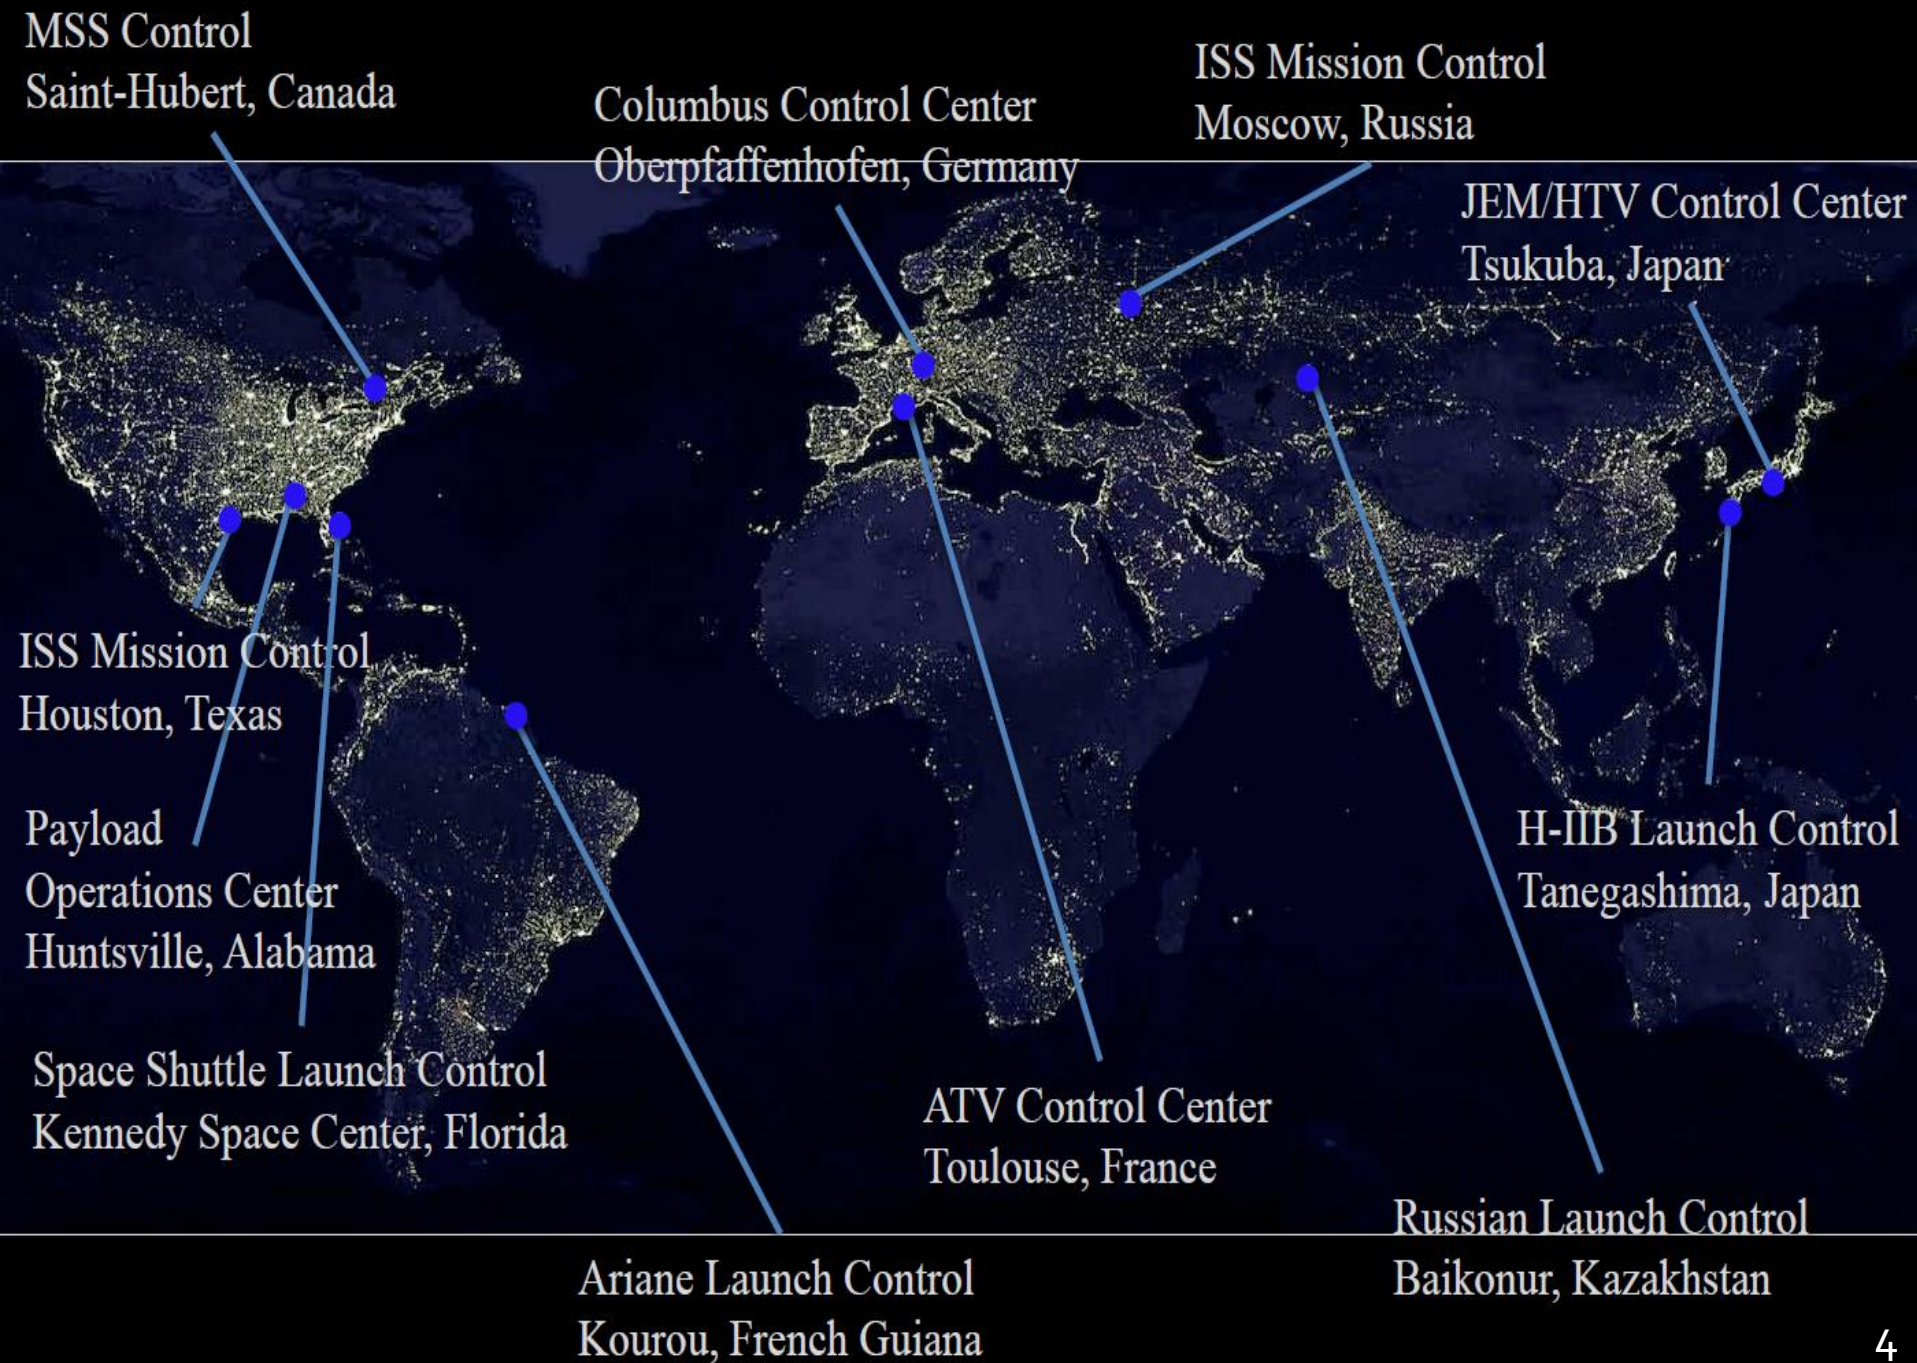 MSS Control
Saint-Hubert, Canada
Columbus Control Center
Oberpfaffenhofen, Germany
ISS Mission Control
Moscow, Russia
JEM/HTV Control Center
Tsukuba, Japan
ISS Mission Control
Houston, Texas
Payload
Operations Center
Huntsville, Alabama
H-IIB Launch Control
Tanegashima, Japan
Space Shuttle Launch Control
Kennedy Space Center, Florida
ATV Control Center
Toulouse, France
Russian Launch Control
Baikonur, Kazakhstan
Ariane Launch Control
Kourou, French Guiana
4